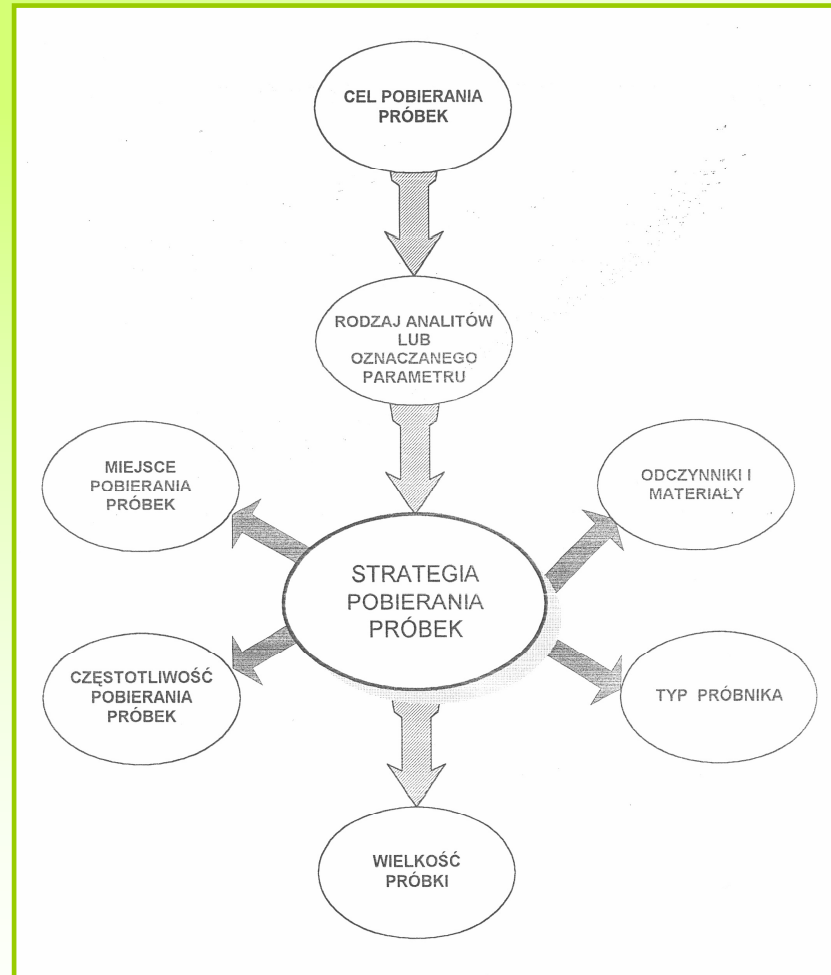 CEL POBIERANIA
PRÓBEK
RODZAJ ANALITÓW
LUB
OZNACZANEGO
PARAMETRU
MIEJSCE
POBIERANIA
PRÓBEK
ODCZYNNIKI I
MATERIAŁY
STRATEGIA
POBIERANIA
PRÓBEK
CZĘSTOTLIWOŚĆ
POBIERANIA
PRÓBEK
TYP PRÓBNIKA
WIELKOŚĆ
PRÓBKI